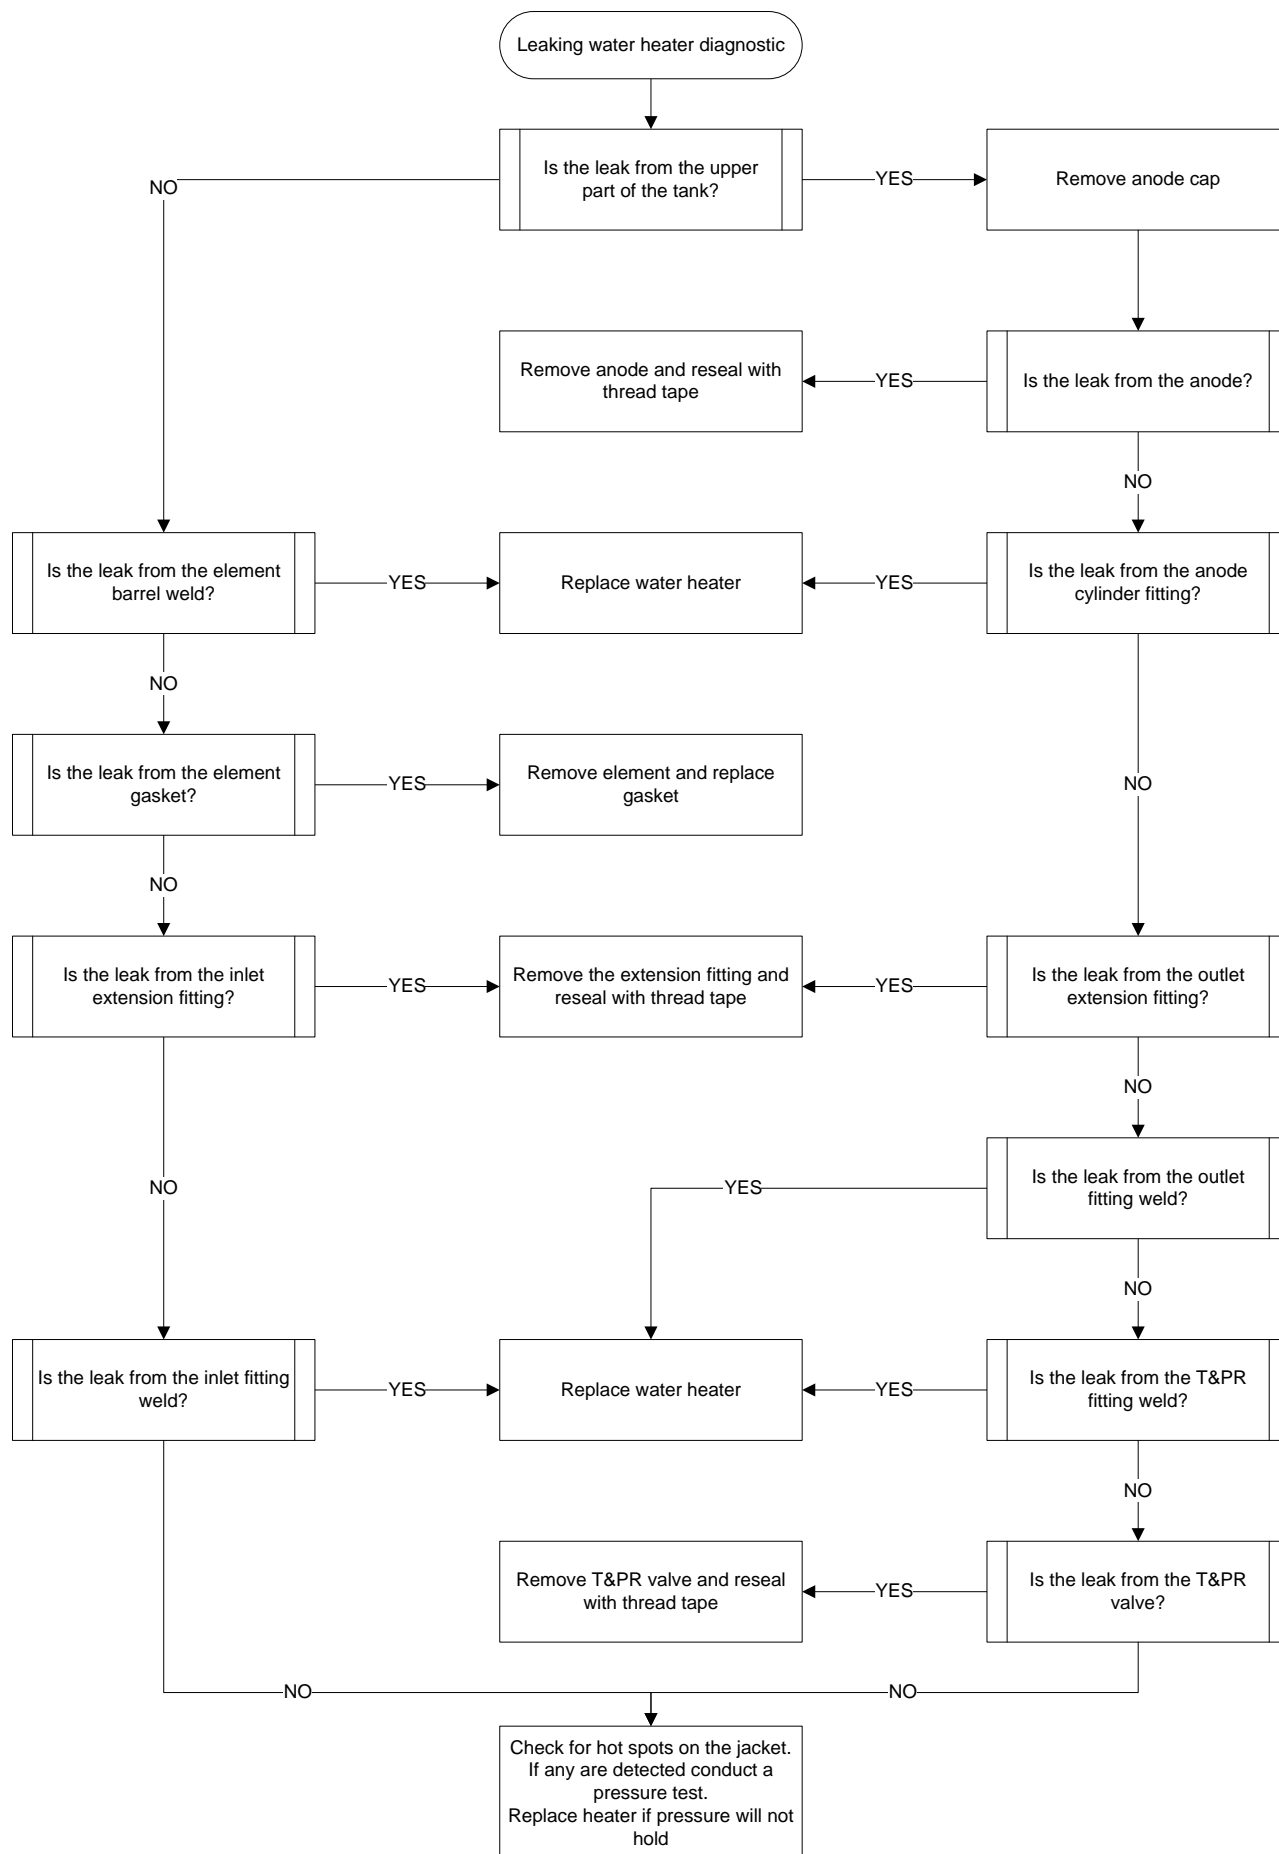 Leaking water heater diagnostic
Is the leak from the upper
part of the tank?
NO
YES
Remove anode cap
Remove anode and reseal with
thread tape
YES
Is the leak from the anode?
NO
Is the leak from the element
barrel weld?
YES
Replace water heater
YES
Is the leak from the anode
cylinder fitting?
NO
Is the leak from the element
gasket?
YES
Remove element and replace
gasket
NO
NO
Is the leak from the inlet
extension fitting?
YES
Remove the extension fitting and
reseal with thread tape
YES
Is the leak from the outlet
extension fitting?
NO
NO
YES
Is the leak from the outlet
fitting weld?
NO
Is the leak from the inlet fitting
weld?
YES
Replace water heater
YES
Is the leak from the T&PR
fitting weld?
NO
Remove T&PR valve and reseal
with thread tape
YES
Is the leak from the T&PR
valve?
NO
NO
Check for hot spots on the jacket.
If any are detected conduct a
pressure test.
Replace heater if pressure will not
hold